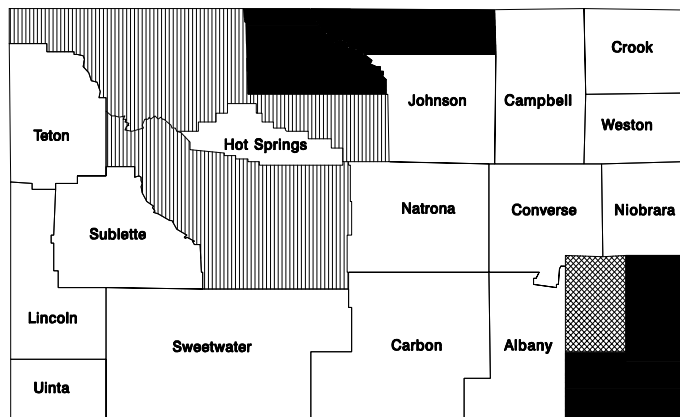 Crook
Johnson
Campbell
Teton
Weston
Hot Springs
Natrona
Converse
Niobrara
Sublette
Lincoln
Sweetwater
Carbon
Albany
Uinta